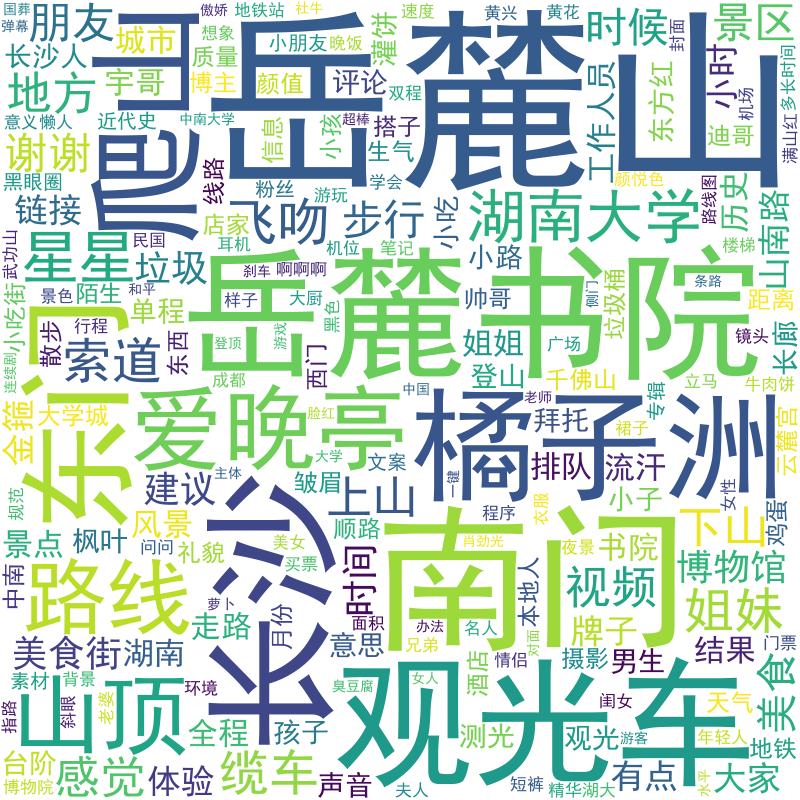 国葬
傲娇
地铁站
社牛
岳麓山
弹幕
朋友
城市
想象
速度
黄兴
黄花
封面
时候
景区
长沙人
质量
小朋友
晚饭
灌饼
地方
宇哥
博主
颜值
评论
双程
工作人员
东方红
小时
机场
多长时间
满山红
爬山
意义
懒人
近代史
中南大学
信息
小孩
超棒
搭子
生气
谢谢
黑眼圈
链接
线路
粉丝
游玩
学会
小吃
颜悦色
路线图
历史
山南路
店家
飞吻
步行
湖南大学
武功山
星星
民国
垃圾
耳机
机位
笔记
小路
楼梯
小吃街
景色
陌生
和平
刹车
啊啊啊
帅哥
垃圾桶
侧门
条路
距离
连续剧
散步
行程
单程
样子
大厨
黑色
岳麓书院
姐姐
广场
镜头
长廊
东门
索道
东西
登顶
游戏
西门
登山
千佛山
立马
牛肉饼
成都
爱晚亭
中国
老师
专辑
金箍
大学城
脸红
橘子洲
拜托
裙子
云麓宫
规范
建议
主体
大学
文案
皱眉
上山
一键
排队
流汗
女性
鸡蛋
景点
枫叶
风景
问问
礼貌
美女
顺路
程序
衣服
小子
下山
中南
长沙
买票
时间
南门
肖劲光
夜景
书院
博物馆
路线
萝卜
月份
面积
办法
本地人
视频
姐妹
美食街
湖南
走路
意思
兄弟
名人
对面
牌子
素材
背景
环境
臭豆腐
情侣
酒店
摄影
男生
结果
门票
美食
指路
斜眼
老婆
山顶
全程
孩子
女人
观光车
闺女
测光
观光
游客
天气
年轻人
地铁
台阶
博物院
感觉
体验
缆车
声音
夫人
短裤
精华湖大
有点
水平
大家